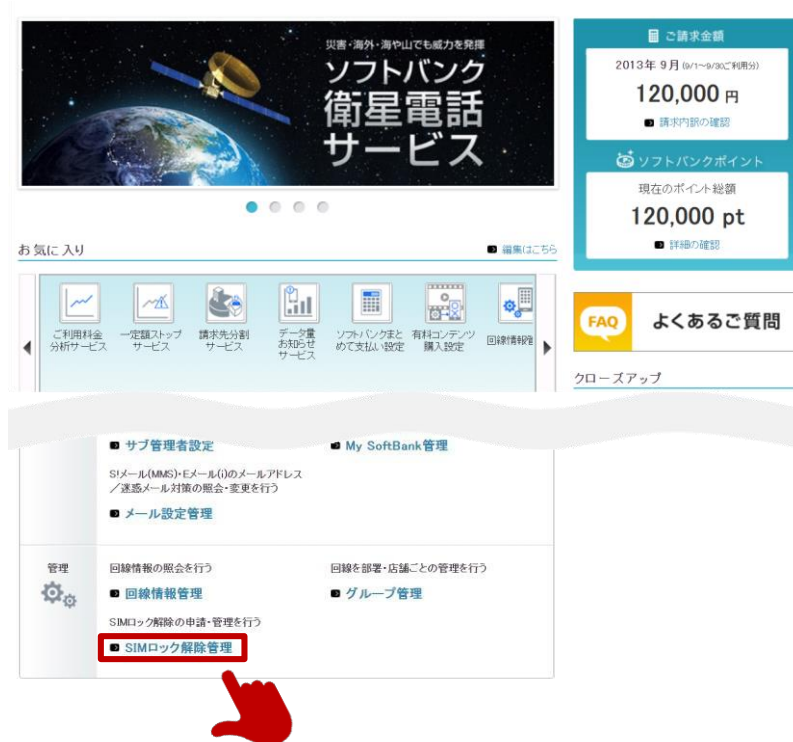 災害・海外・海や山でも威力を発揮
ソフトバンク
衛星電話
サービス
ご請求金額
2013年 9月 (9/1~9/30ご利用分)
120,000 円
請求内訳の確認
ソフトバンクポイント
現在のポイント総額
120,000 pt
詳細の確認
お気に入り
編集はこちら
ご利用料金
分析サービス
一定額ストップ
サービス
請求先分割
サービス
データ量
お知らせ
サービス
ソフトバンクまと
めて支払い設定
有料コンテンツ
購入設定
回線情報管
FAQ
よくあるご質問
クローズアップ
サブ管理者設定
My SoftBank管理
S!メール(MMS)・Eメール(i)のメールアドレス
／迷惑メール対策の照会・変更を行う
メール設定管理
管理
回線情報の照会を行う
回線情報管理
回線を部署・店舗ごとの管理を行う
グループ管理
SIMロック解除の申請・管理を行う
SIMロック解除管理